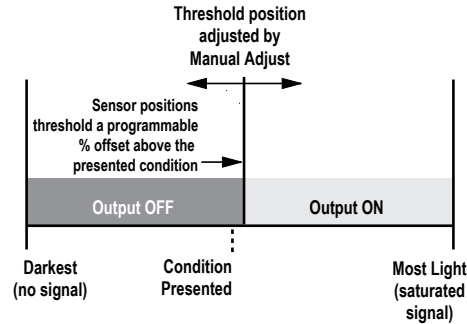 Threshold position
adjusted by
Manual Adjust
Sensor positions
threshold a programmable
% offset above the
presented condition
Output OFF
Output ON
Darkest
(no signal)
Condition
Presented
Most Light
(saturated
signal)